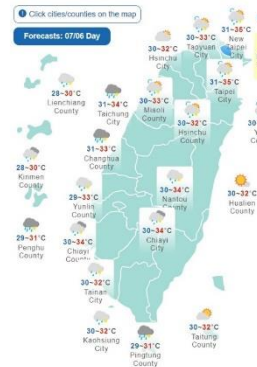 Click cities/counties on the map
Forecasts: 07/06 Day
31~35°C
New
Taipei
City
30~33°C
Taoyuan
City
30~32°C
Hsinchu
City
31~35°C
Taipei
City
28~30°C
Lienchiang
County
31~34°C
Taichung
City
30~33°C
Miaoli
County
30~32°C
Hsinchu
County
31~33°C
Changhua
County
28~30°C
Kinmen
County
29~33°C
Yunlin
County
30~34°C
Nantou
County
30~32°C
Hualien
County
29~31°C
Penghu
County
30~34°C
Chiayi
County
30~34°C
Chiayi
City
30~32°C
Tainan
City
30~32°C
Kaohsiung
City
29~31°C
Pingtung
County
30~32°C
Taitung
County